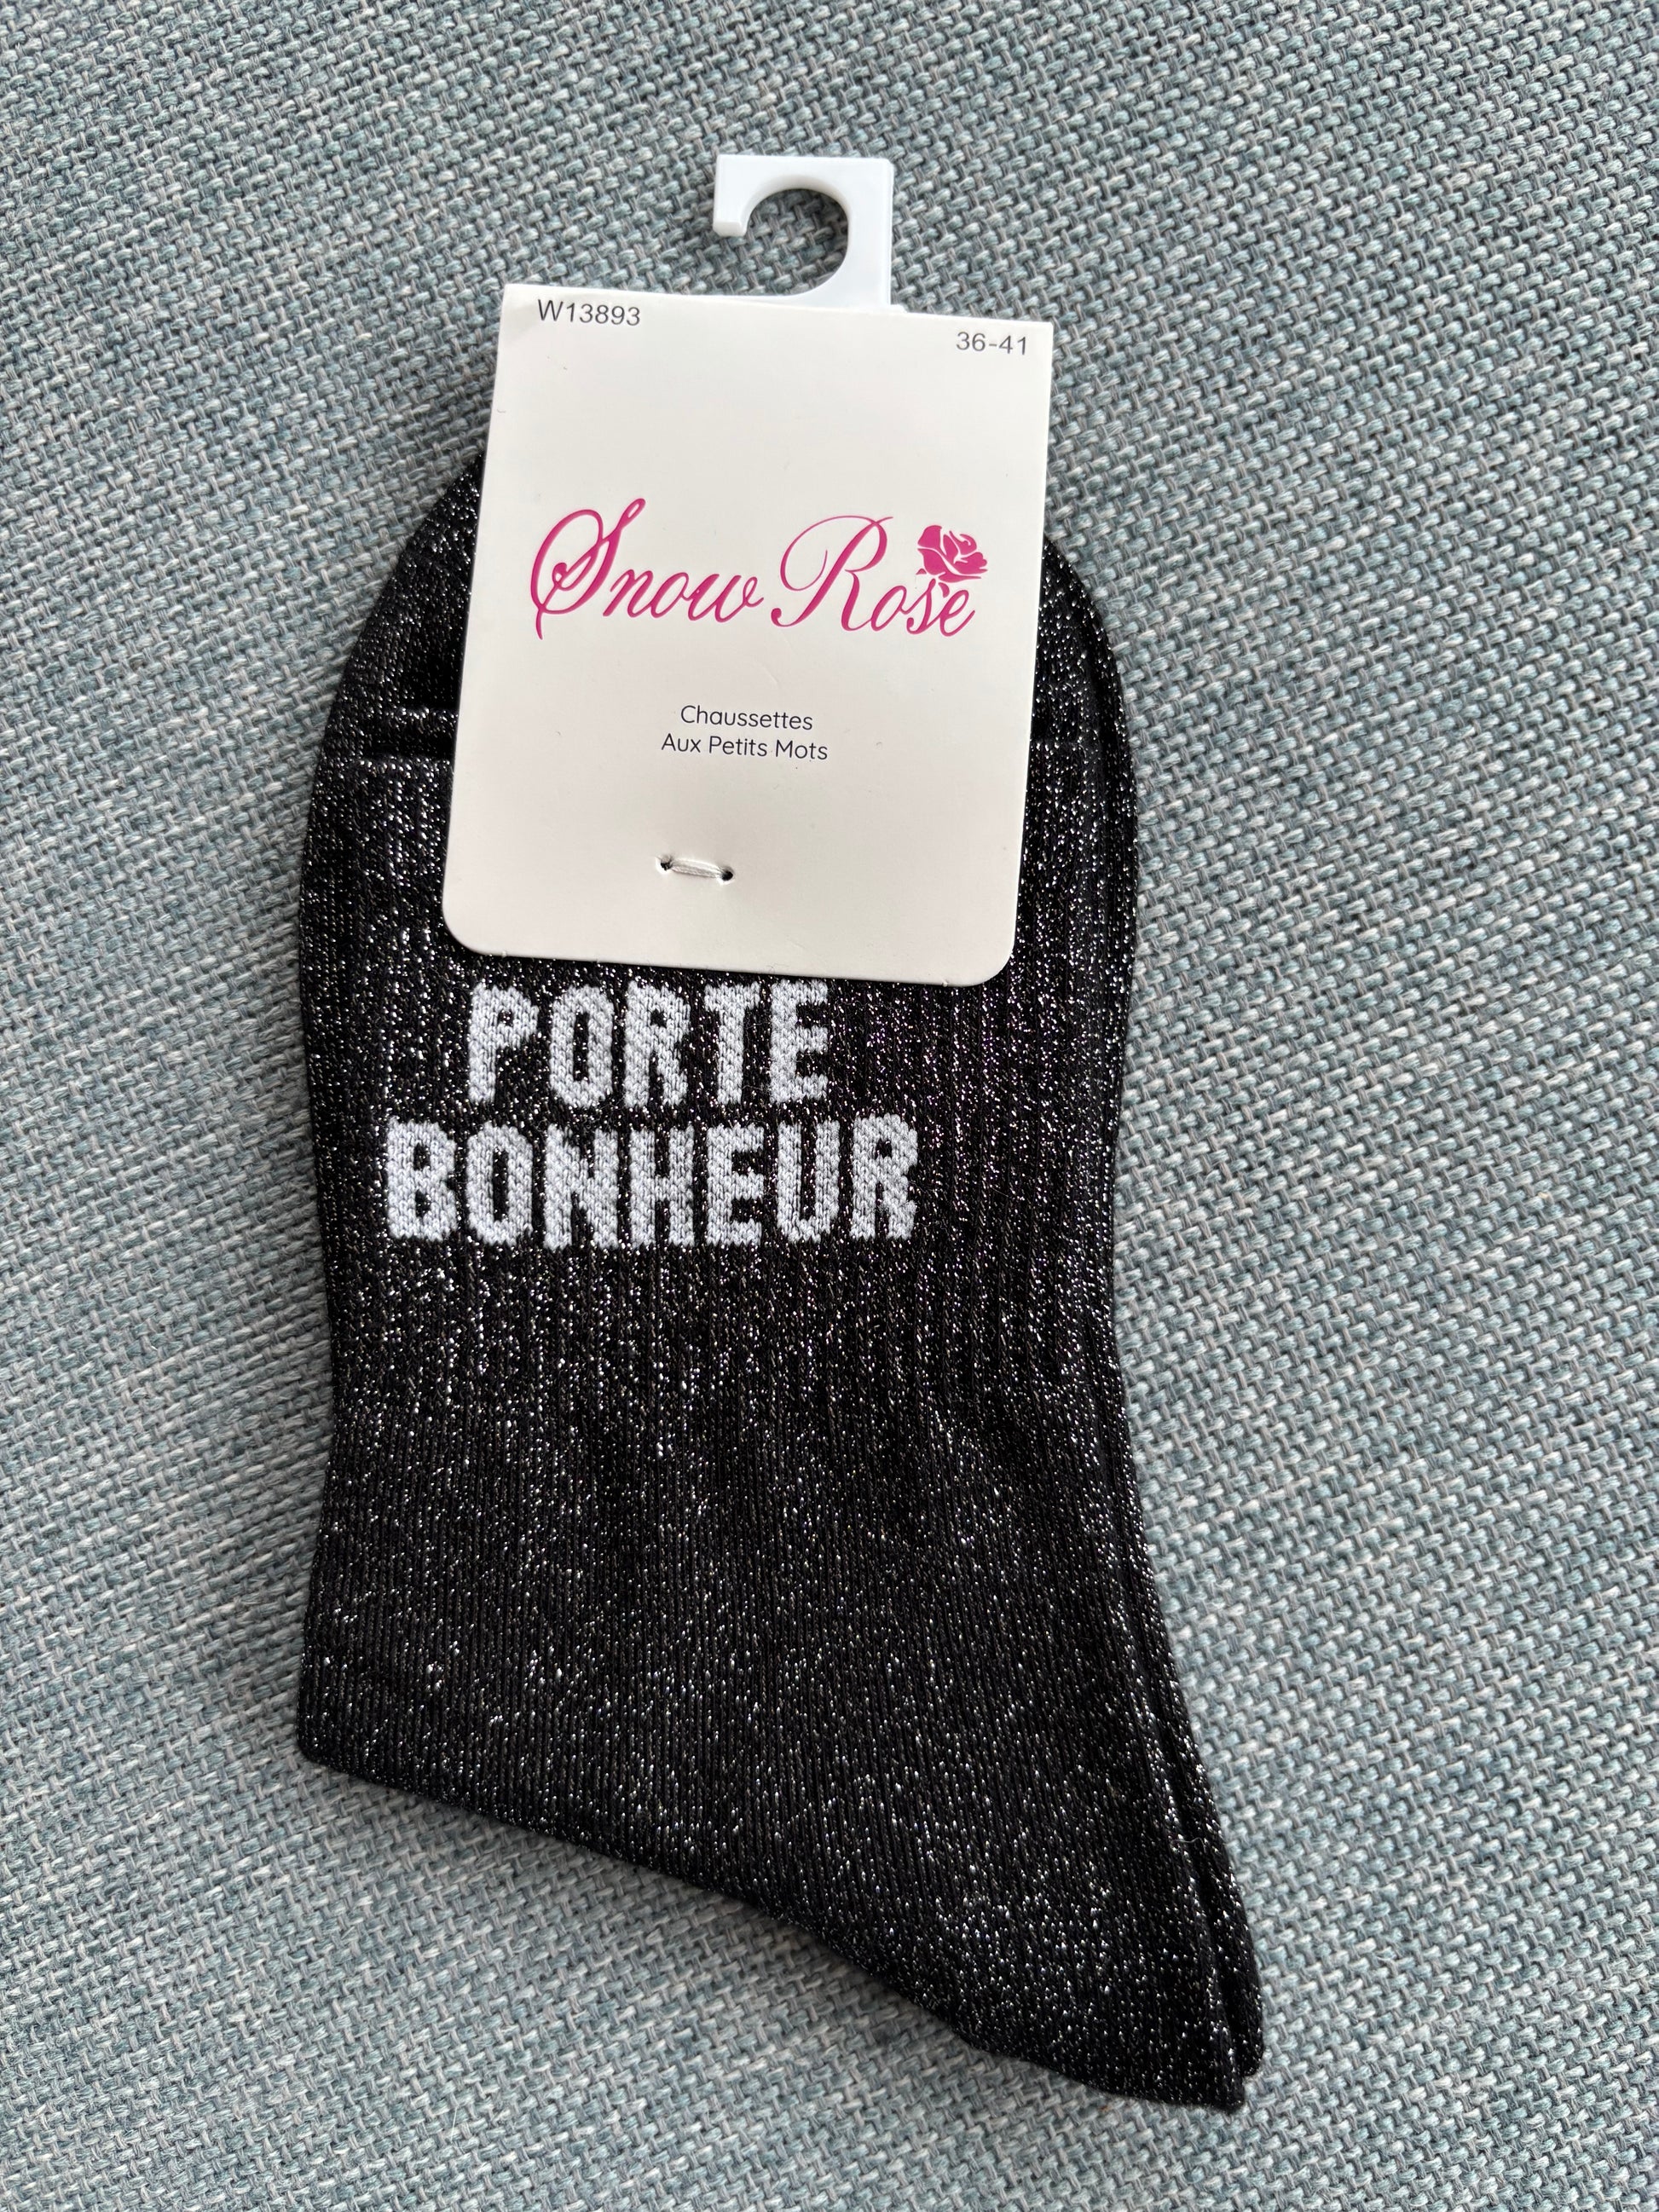 W13893
36-41
Snow Rose
Chaussettes
Aux Petits Mots
PORTE
BONHEUR